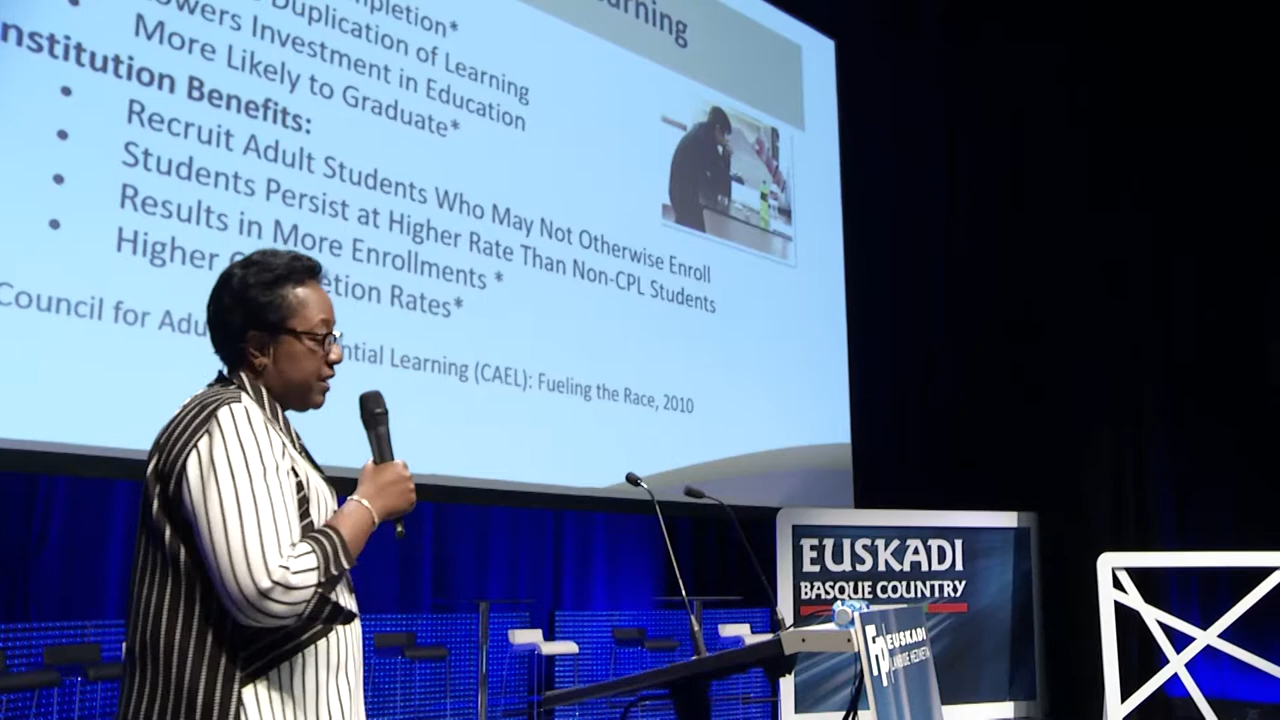 Duplication of Learning
Investment in Education
More Likely to Graduate*
Benefits:
• Recruit Adult Students Who May Not Otherwise Enroll
• Students Persist at Higher Rate Than Non-CPL Students
• Results in More Enrollments *
• Higher Rates*
Council for Learning (CAEL): Fueling the Race, 2010
EUSKADI
BASQUE COUNTRY
Fp EUSKADI